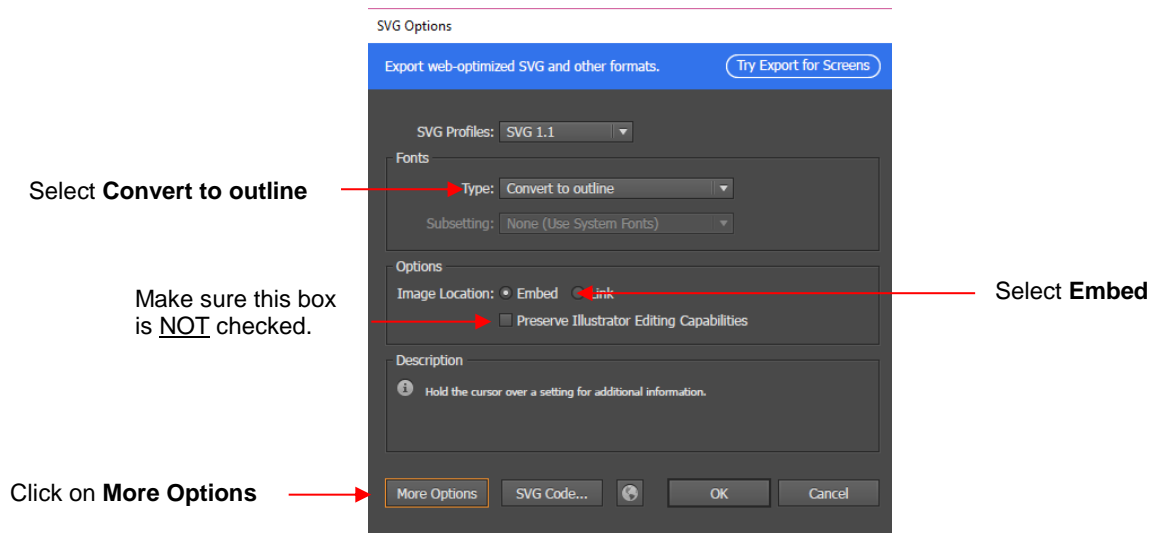 SVG Options
Export web-optimized SVG and other formats. Try Export for Screens
SVG Profiles: SVG 1.1
Fonts
Select Convert to outline
Type: Convert to outline
Subsetting: None (Use System Fonts)
Options
Image Location: Embed Link
Select Embed
Make sure this box
is NOT checked.
Preserve Illustrator Editing Capabilities
Description
Hold the cursor over a setting for additional information.
Click on More Options
More Options SVG Code... OK Cancel